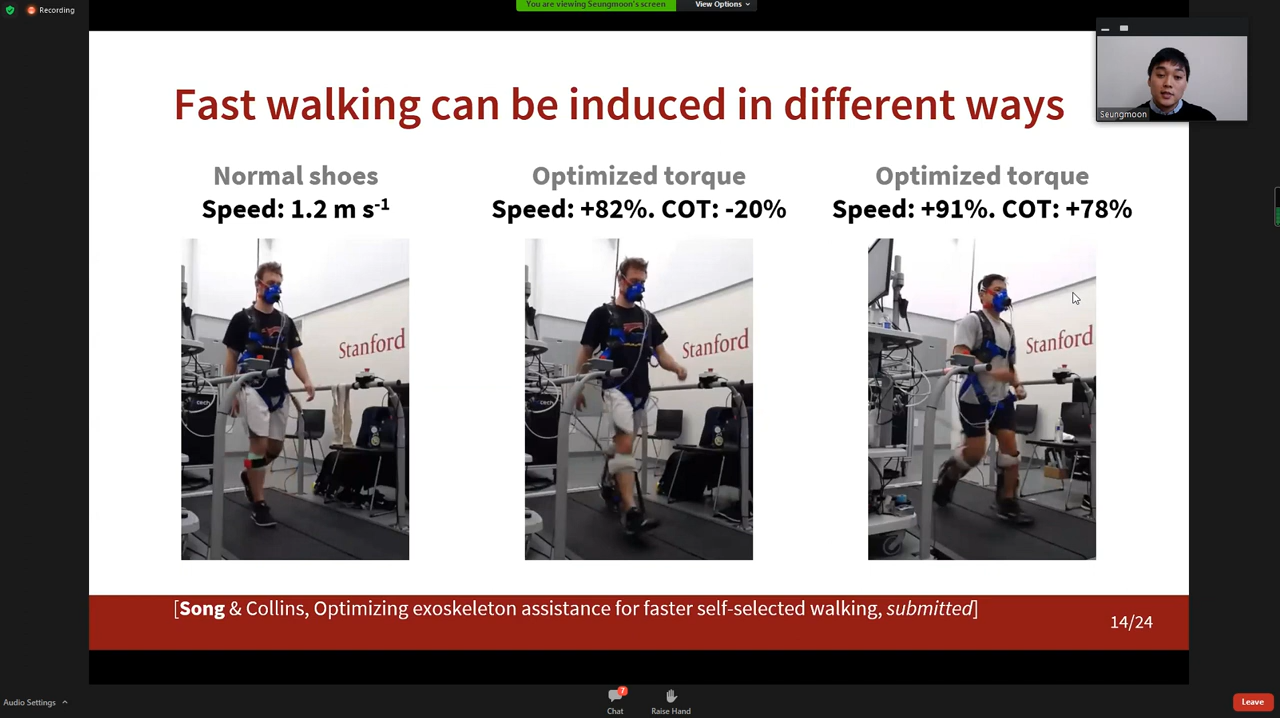 Recording
You are viewing Seungmoon's screen
View Options
Seungmoon
Fast walking can be induced in different ways
Normal shoes
Speed: 1.2 m s-1
Optimized torque
Speed: +82%. COT: -20%
Optimized torque
Speed: +91%. COT: +78%
Stanford
tech
Stanford
Stanford
[Song & Collins, Optimizing exoskeleton assistance for faster self-selected walking, submitted]
14/24
Audio Settings
7
Chat
Raise Hand
Leave